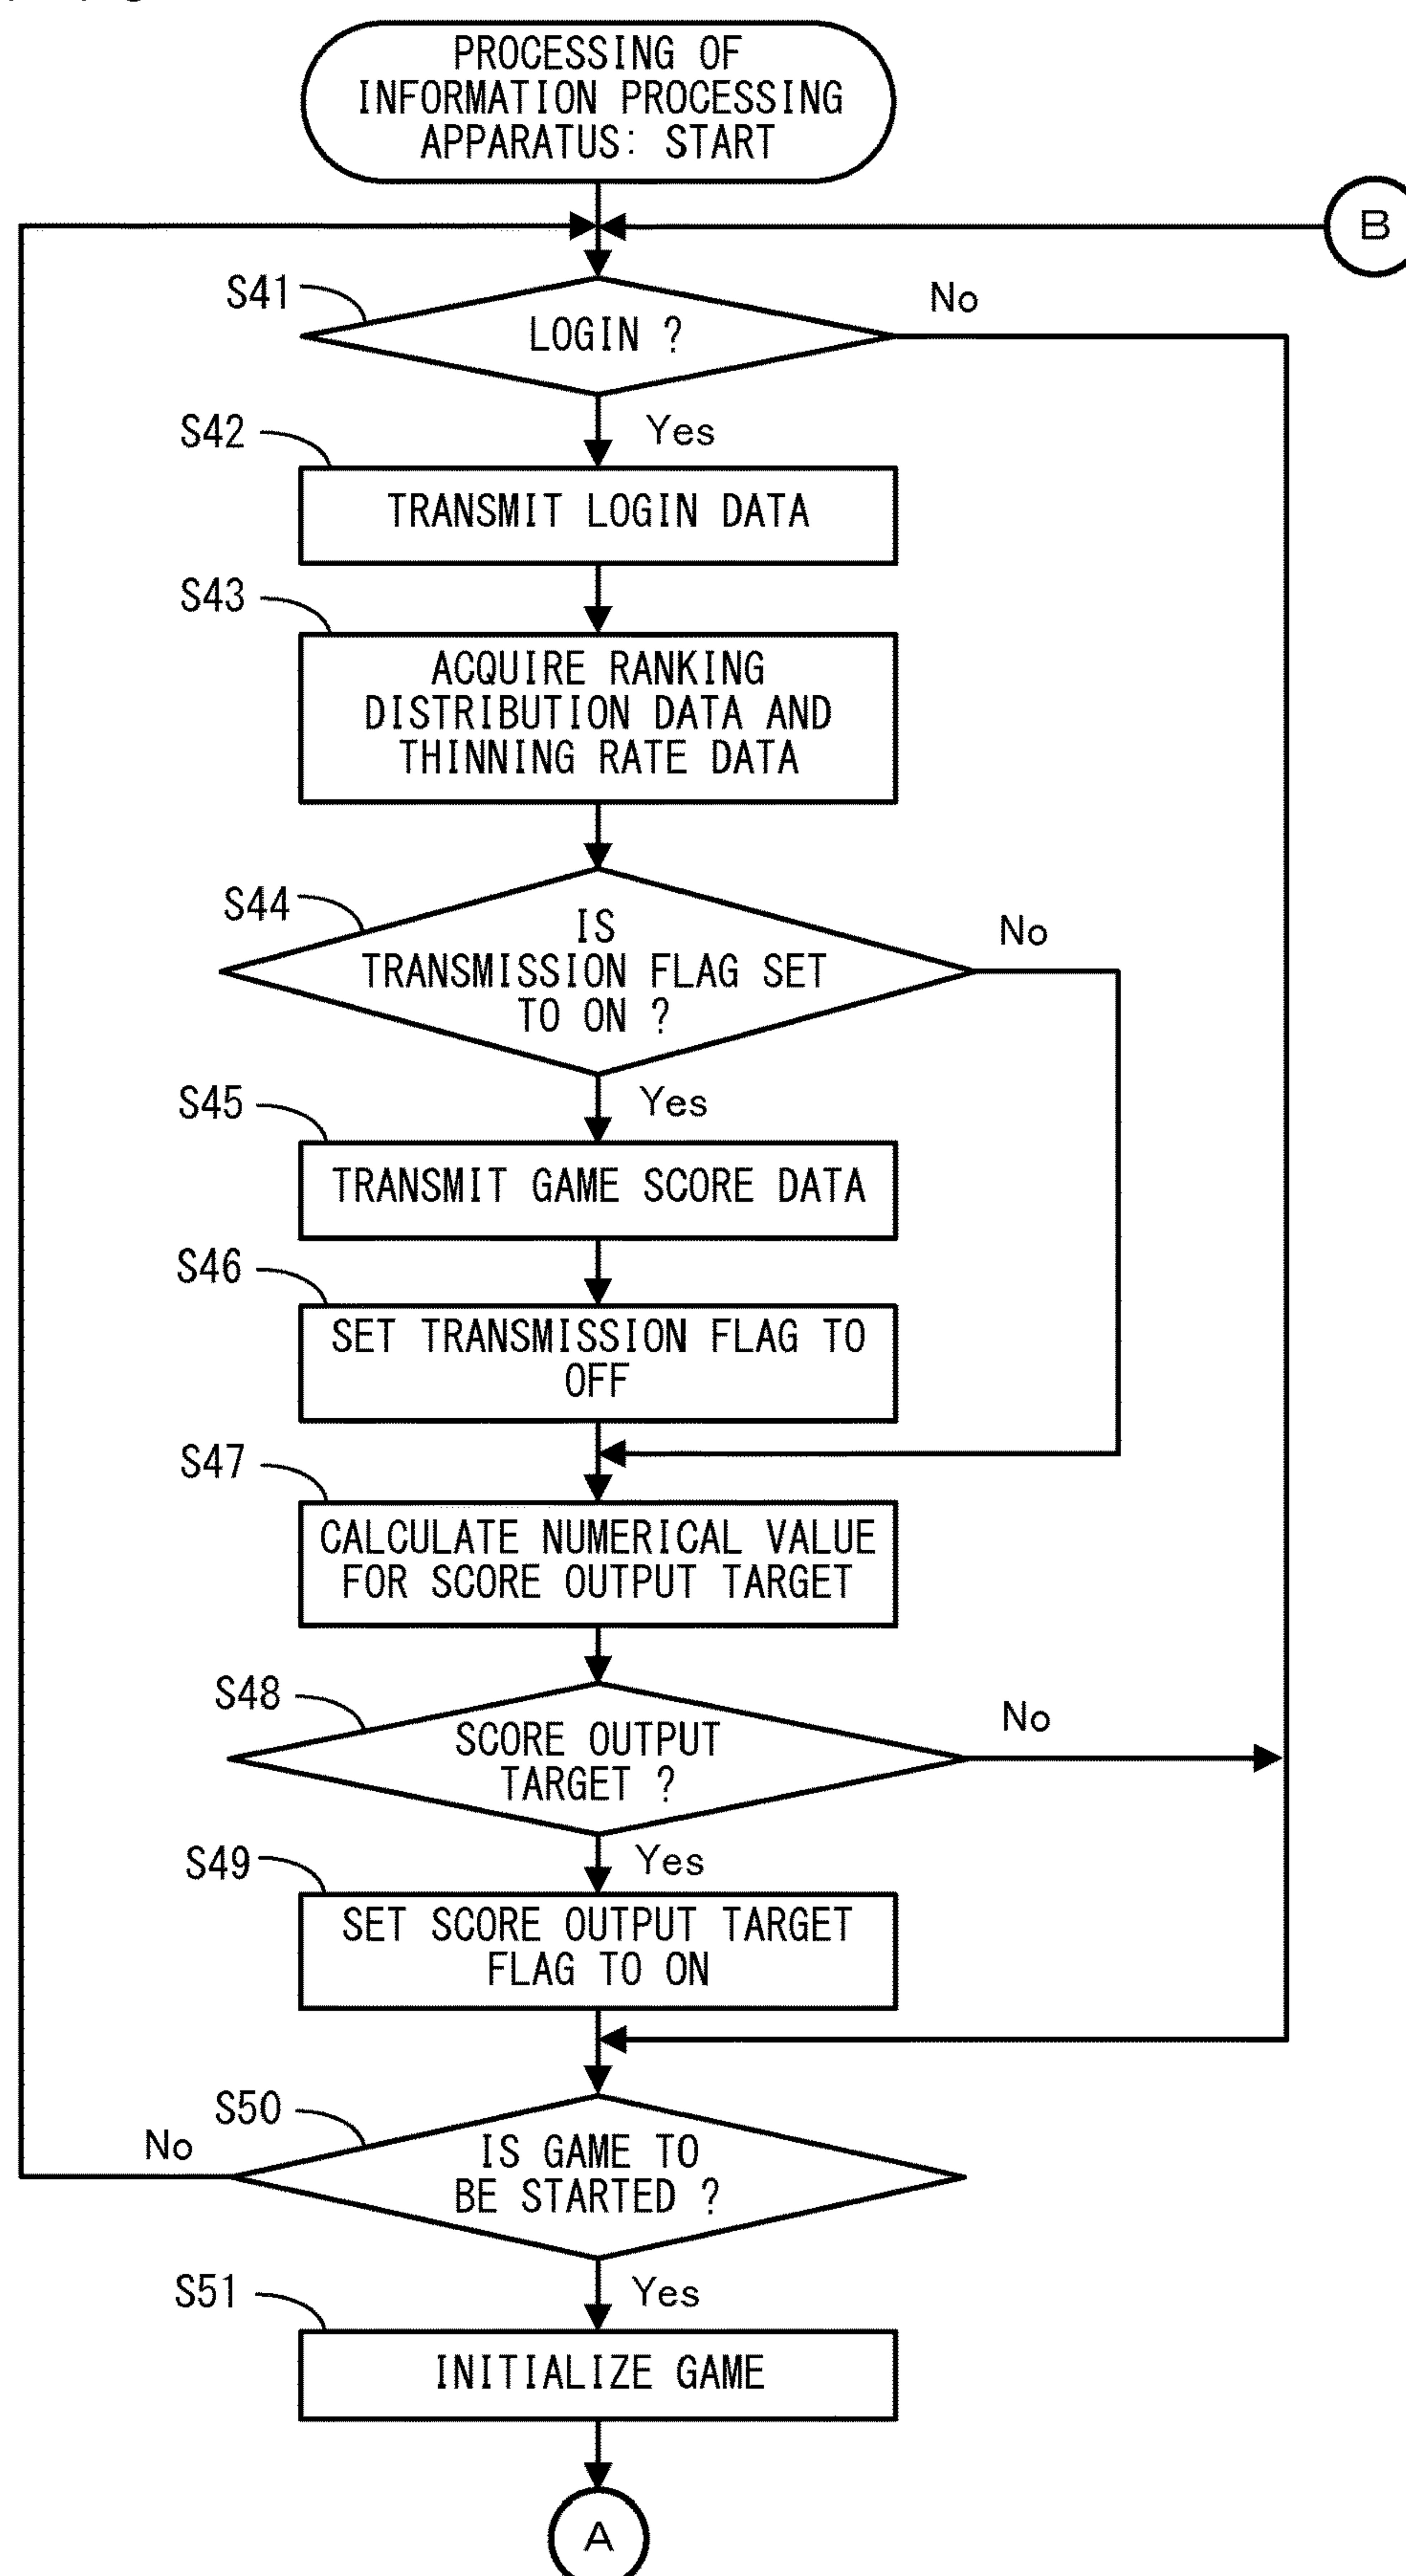 PROCESSING OF
INFORMATION PROCESSING
APPARATUS: START
B
S41
LOGIN ?
No
Yes
S42
TRANSMIT LOGIN DATA
S43
ACQUIRE RANKING
DISTRIBUTION DATA AND
THINNING RATE DATA
S44
IS
TRANSMISSION FLAG SET
TO ON ?
No
Yes
S45
TRANSMIT GAME SCORE DATA
S46
SET TRANSMISSION FLAG TO
OFF
S47
CALCULATE NUMERICAL VALUE
FOR SCORE OUTPUT TARGET
S48
SCORE OUTPUT
TARGET ?
No
Yes
S49
SET SCORE OUTPUT TARGET
FLAG TO ON
S50
IS GAME TO
BE STARTED ?
No
Yes
S51
INITIALIZE GAME
A